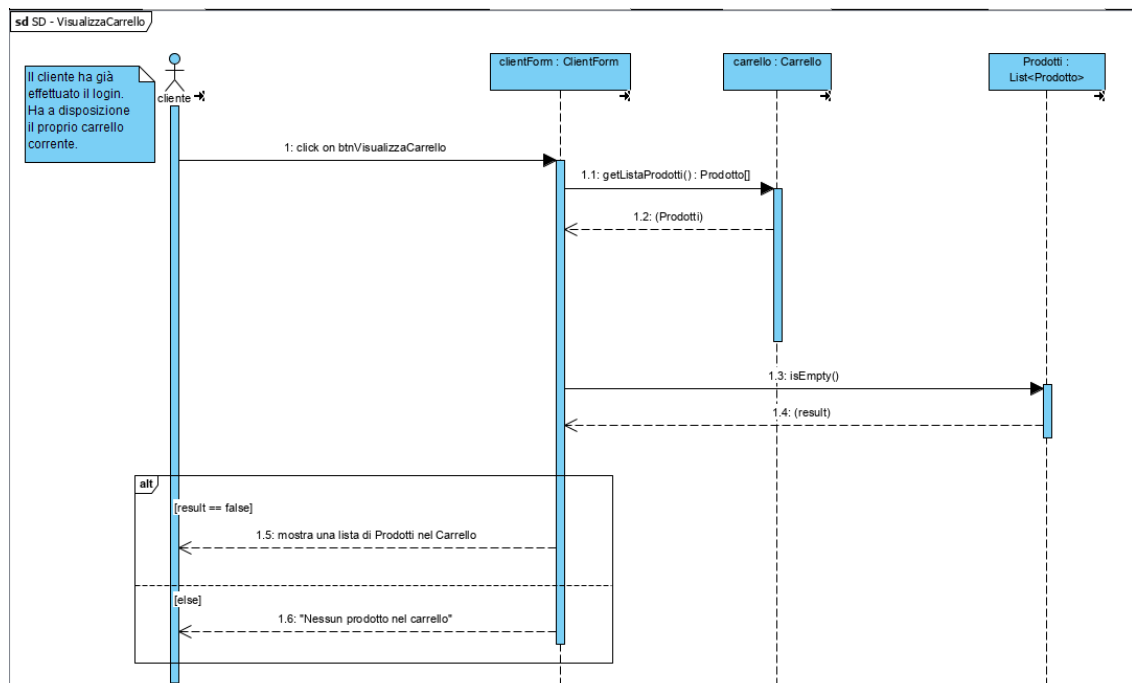 sd SD - VisualizzaCarrello
Il cliente ha già
effettuato il login.
Ha a disposizione
il proprio carrello
corrente.
cliente
clientForm : ClientForm
carrello : Carrello
Prodotti :
List<Prodotto>
1: click on btnVisualizzaCarrello
1.1: getListaProdotti() : Prodotto[]
1.2: (Prodotti)
1.3: isEmpty()
1.4: (result)
alt
[result == false]
1.5: mostra una lista di Prodotti nel Carrello
[else]
1.6: "Nessun prodotto nel carrello"